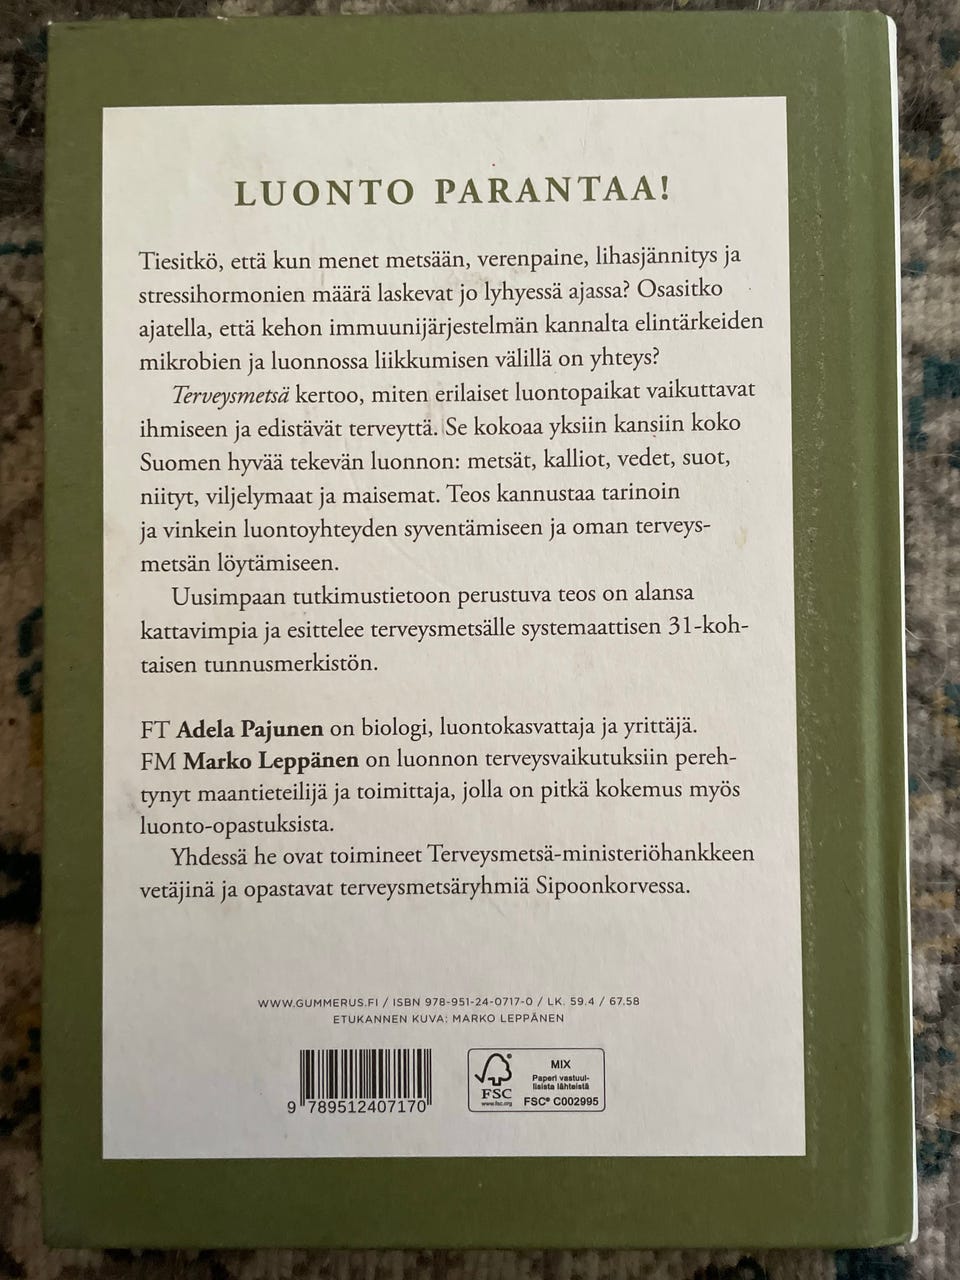 LUONTO PARANTAA!
Tiesitkö, että kun menet metsään, verenpaine, lihasjännitys ja
stressihormonien määrä laskevat jo lyhyessä ajassa? Osasitko
ajatella, että kehon immuunijärjestelmän kannalta elintärkeiden
mikrobien ja luonnossa liikkumisen välillä on yhteys?
Terveysmetsä kertoo, miten erilaiset luontopaikat vaikuttavat
ihmiseen ja edistävät terveyttä. Se kokoaa yksiin kansiin koko
Suomen hyvää tekevän luonnon: metsät, kalliot, vedet, suot,
niityt, viljelymaat ja maisemat. Teos kannustaa tarinoin
ja vinkein luontoyhteyden syventämiseen ja oman terveys-
metsän löytämiseen.
Uusimpaan tutkimustietoon perustuva teos on alansa
kattavimpia ja esittelee terveysmetsälle systemaattisen 31-koh-
taisen tunnusmerkistön.
FT Adela Pajunen on biologi, luontokasvattaja ja yrittäjä.
FM Marko Leppänen on luonnon terveysvaikutuksiin pereh-
tynyt maantieteilijä ja toimittaja, jolla on pitkä kokemus myös
luonto-opastuksista.
Yhdessä he ovat toimineet Terveysmetsä-ministeriöhankkeen
vetäjinä ja opastavat terveysmetsäryhmiä Sipoonkorvessa.
WWW.GUMMERUS.FI / ISBN 978-951-24-0717-0 / LK. 59.4 / 67.58
ETUKANNEN KUVA: MARKO LEPPÄNEN
9 789512407170
FSC
www.fsc.org
MIX
Paperi vastuul-
lisista lähteistä
FSC® C002995